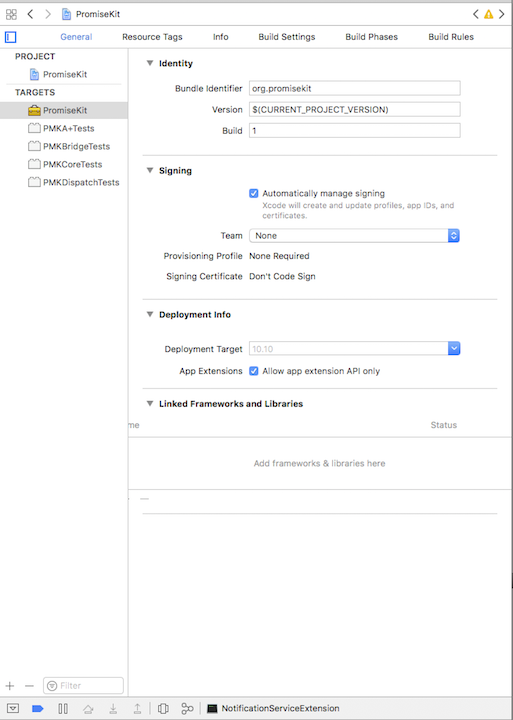 PromiseKit
General Resource Tags Info Build Settings Build Phases Build Rules
PROJECT
PromiseKit
TARGETS
PromiseKit
PMKA+Tests
PMKBridgeTests
PMKCoreTests
PMKDispatchTests
Identity
Bundle Identifier org.promisekit
Version $(CURRENT_PROJECT_VERSION)
Build 1
Signing
Automatically manage signing
Xcode will create and update profiles, app IDs, and
certificates.
Team None
Provisioning Profile None Required
Signing Certificate Don't Code Sign
Deployment Info
Deployment Target 10.10
App Extensions Allow app extension API only
Linked Frameworks and Libraries
me Status
Add frameworks & libraries here
Filter
NotificationServiceExtension